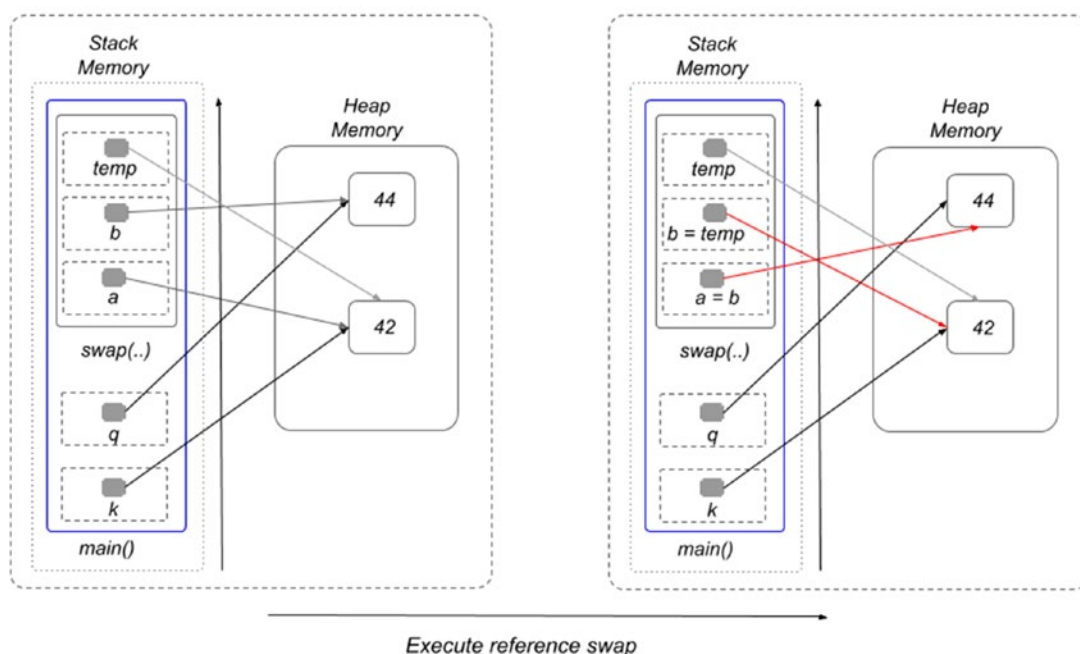 Stack
Memory
Heap
Memory
temp
44
b
a
42
swap(..)
q
k
main()
Stack
Memory
Heap
Memory
temp
44
b = temp
a = b
42
swap(..)
q
k
main()
Execute reference swap